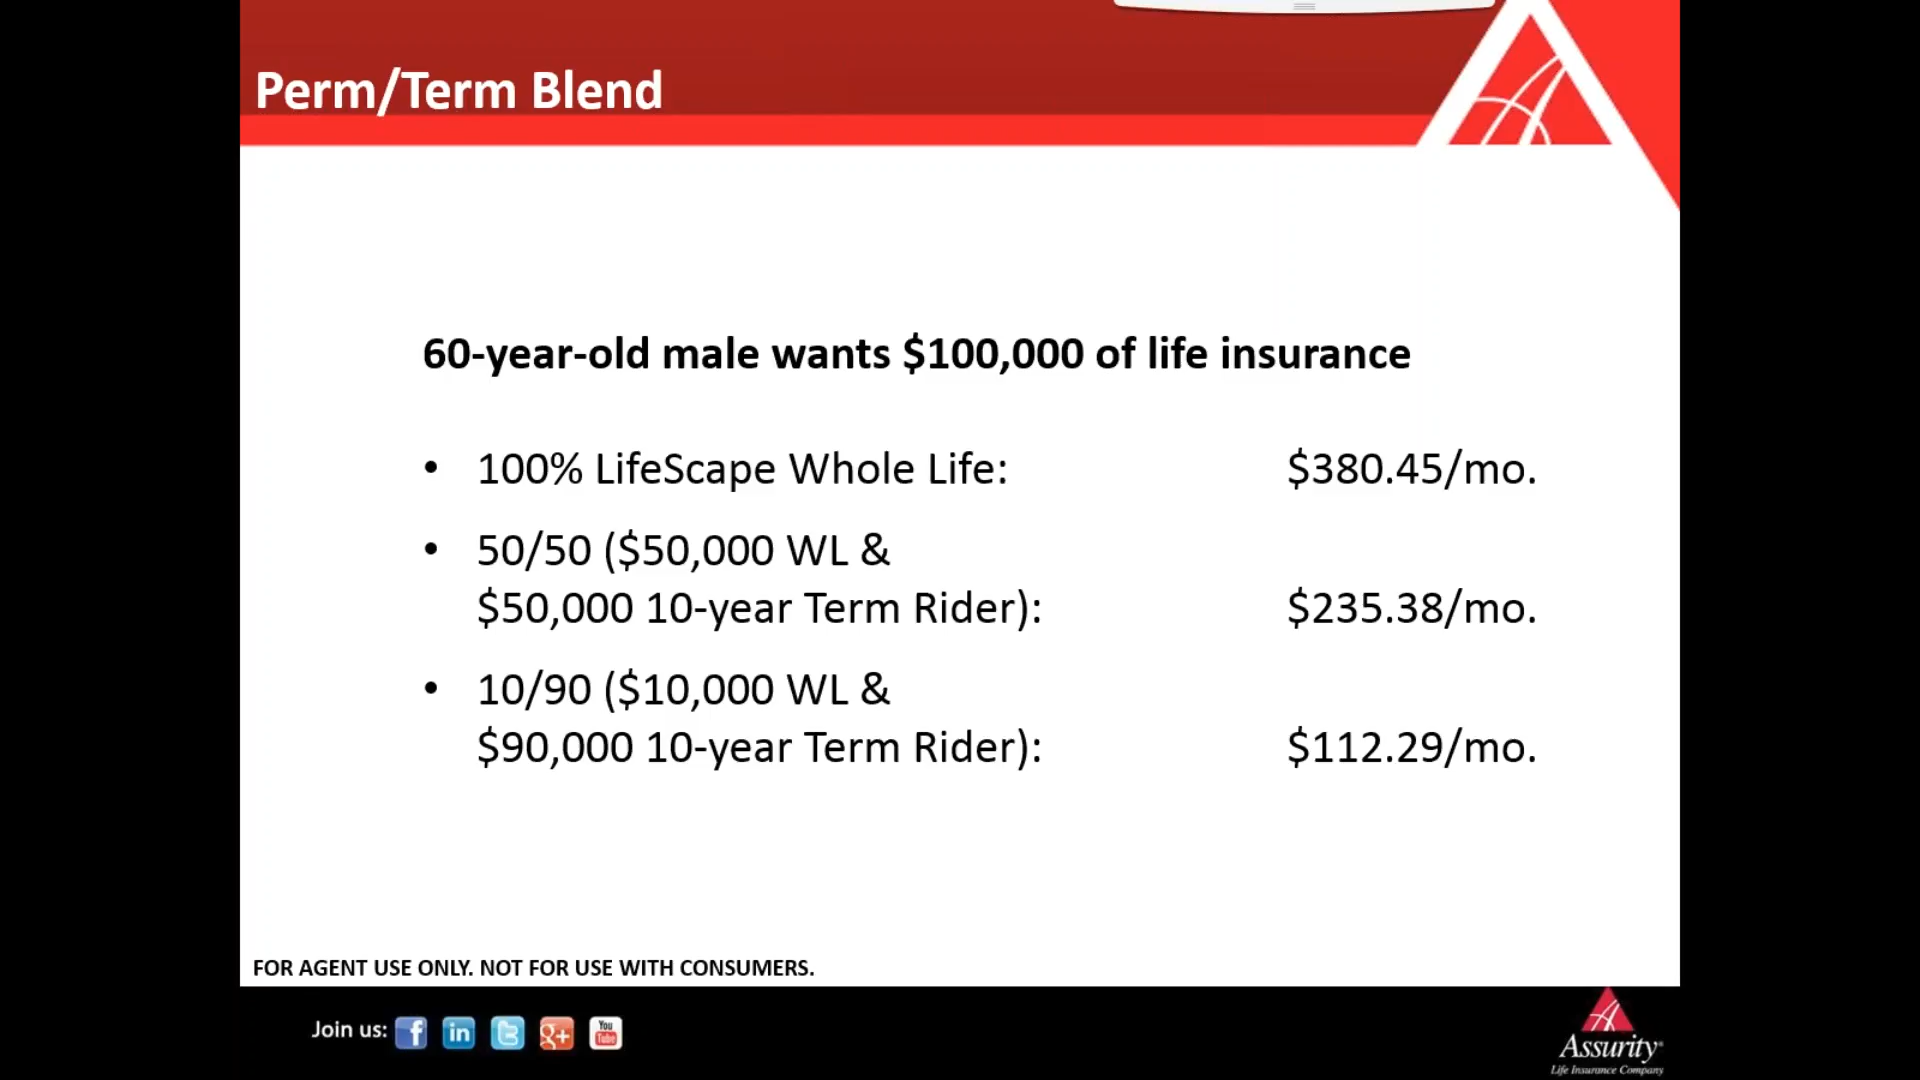 Perm/Term Blend
60-year-old male wants $100,000 of life insurance
• 100% LifeScape Whole Life: $380.45/mo.
• 50/50 ($50,000 WL &
$50,000 10-year Term Rider): $235.38/mo.
• 10/90 ($10,000 WL &
$90,000 10-year Term Rider): $112.29/mo.
FOR AGENT USE ONLY. NOT FOR USE WITH CONSUMERS.
Join us: f in t g+ You Tube
Assurity®
Life Insurance Company